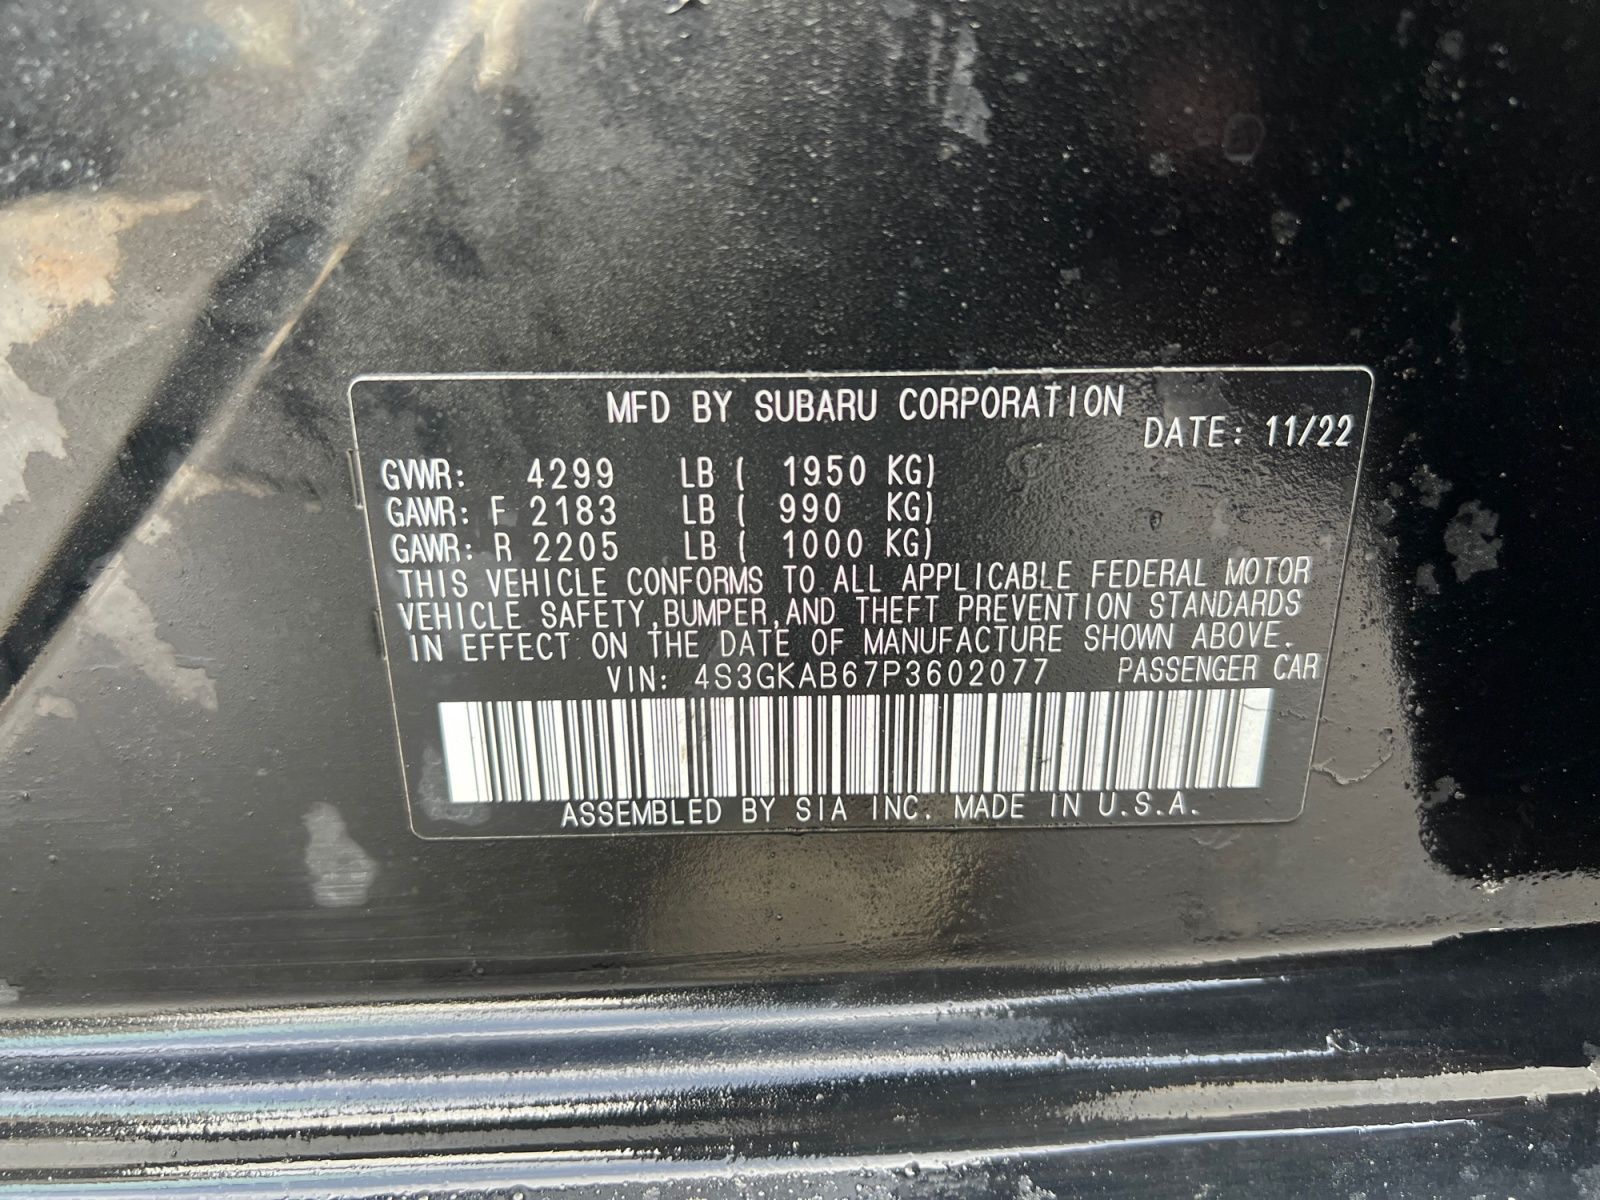 MFD BY SUBARU CORPORATION
DATE: 11/22
GVWR: 4299 LB ( 1950 KG)
GAWR: F 2183 LB ( 990 KG)
GAWR: R 2205 LB ( 1000 KG)
THIS VEHICLE CONFORMS TO ALL APPLICABLE FEDERAL MOTOR
VEHICLE SAFETY, BUMPER, AND THEFT PREVENTION STANDARDS
IN EFFECT ON THE DATE OF MANUFACTURE SHOWN ABOVE.
VIN: 4S3GKAB67P3602077 PASSENGER CAR
ASSEMBLED BY SIA INC. MADE IN U.S.A.